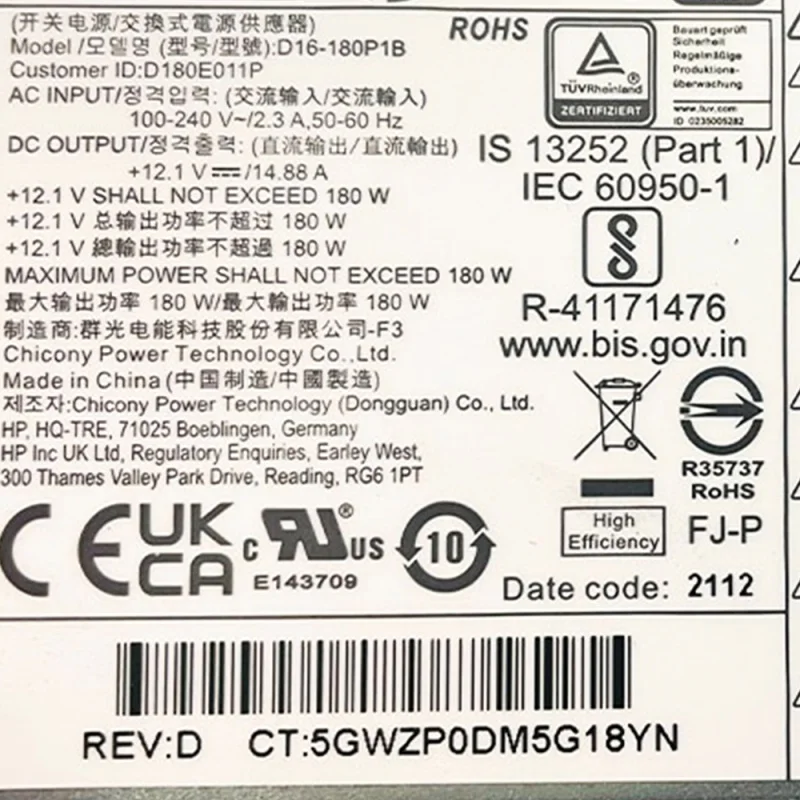 (开关电源/交換式電源供應器)
Model /모델명 (型号/型號):D16-180P1B
Customer ID:D180E011P
AC INPUT/정격입력: (交流输入/交流輸入)
100-240 V~/2.3 A,50-60 Hz
DC OUTPUT/정격출력: (直流输出/直流輸出)
+12.1 V⎓/14.88 A
+12.1 V SHALL NOT EXCEED 180 W
+12.1 V 总输出功率不超过 180 W
+12.1 V 總輸出功率不超過 180 W
MAXIMUM POWER SHALL NOT EXCEED 180 W
最大输出功率 180 W/最大輸出功率 180 W
制造商:群光电能科技股份有限公司-F3
Chicony Power Technology Co.,Ltd.
Made in China (中国制造/中國製造)
제조자:Chicony Power Technology (Dongguan) Co., Ltd.
HP, HQ-TRE, 71025 Boeblingen, Germany
HP Inc UK Ltd, Regulatory Enquiries, Earley West,
300 Thames Valley Park Drive, Reading, RG6 1PT
ROHS
TÜVRheinland®
ZERTIFIZIERT
Bauart geprüft
Sicherheit
Regelmäßige
Produktions-
überwachung
www.tuv.com
ID 0235005282
IS 13252 (Part 1)/
IEC 60950-1
R-41171476
www.bis.gov.in
R35737
RoHS
CE
UK
CA
c UR® US
E143709
10
High
Efficiency
FJ-P
Date code: 2112
REV:D CT:5GWZP0DM5G18YN